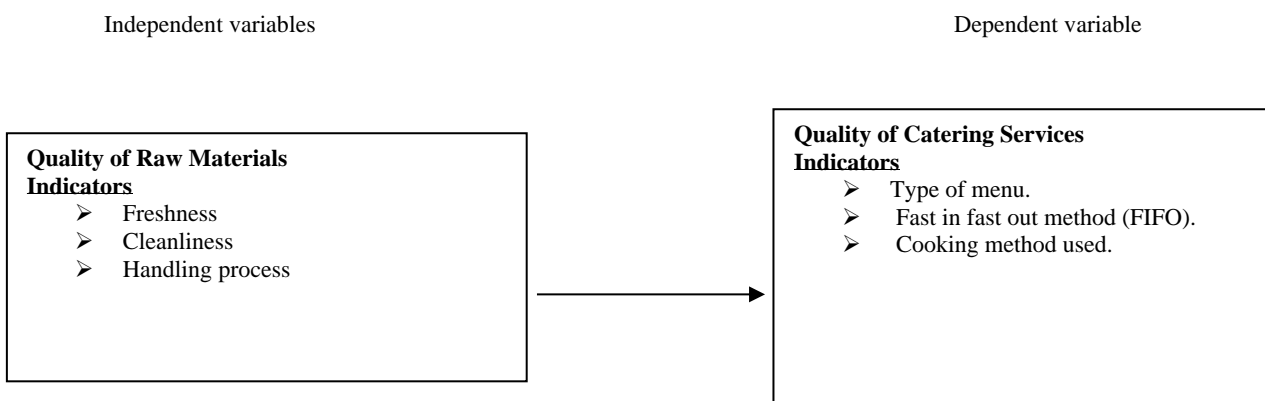 Independent variables
Dependent variable
Quality of Raw Materials
Indicators
➢ Freshness
➢ Cleanliness
➢ Handling process
Quality of Catering Services
Indicators
➢ Type of menu.
➢ Fast in fast out method (FIFO).
➢ Cooking method used.